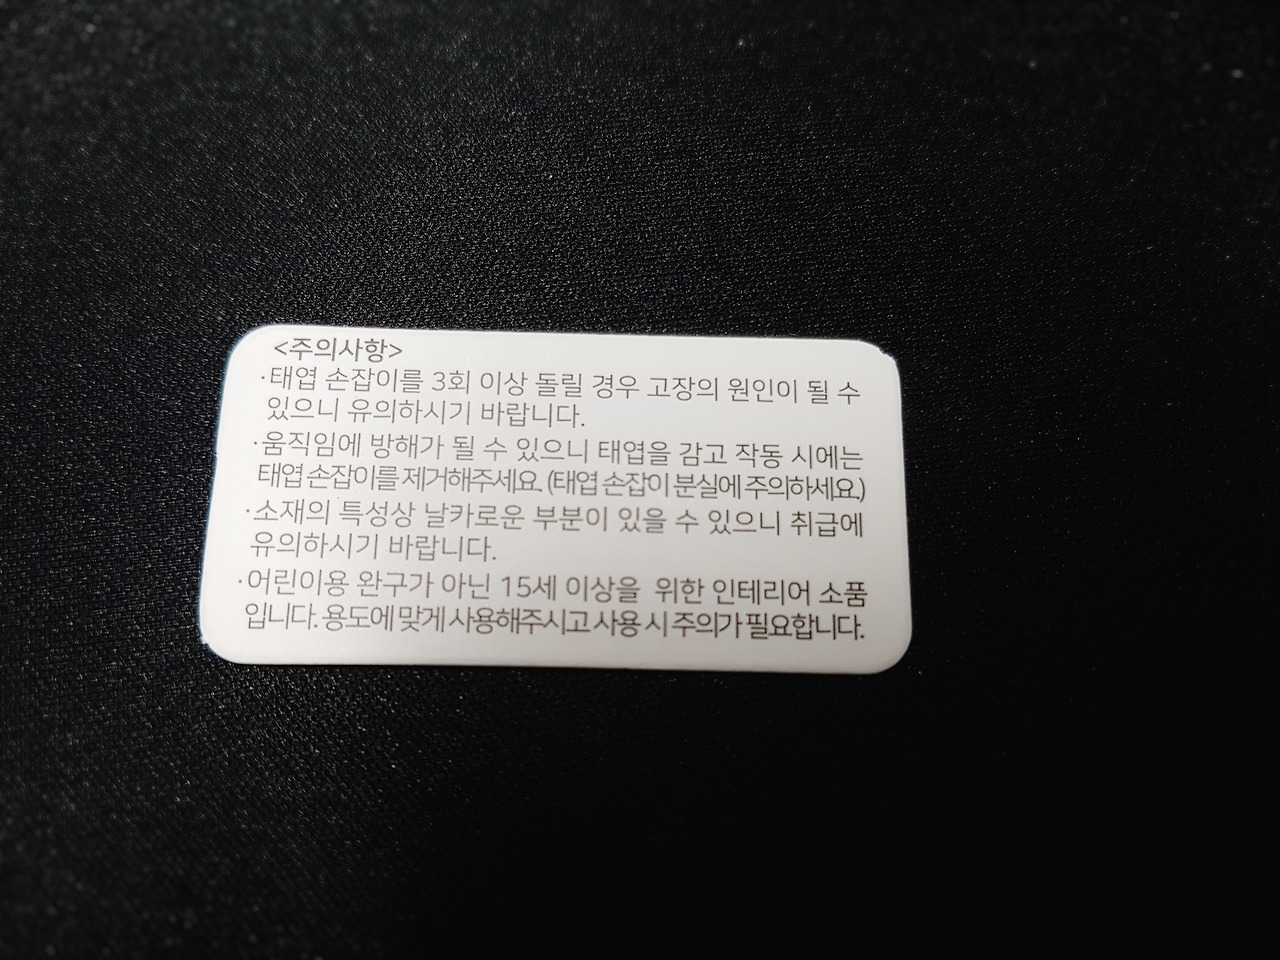 <주의사항>
·태엽 손잡이를 3회 이상 돌릴 경우 고장의 원인이 될 수
있으니 유의하시기 바랍니다.
·움직임에 방해가 될 수 있으니 태엽을 감고 작동 시에는
태엽 손잡이를 제거해주세요. (태엽 손잡이 분실에 주의하세요.)
·소재의 특성상 날카로운 부분이 있을 수 있으니 취급에
유의하시기 바랍니다.
·어린이용 완구가 아닌 15세 이상을 위한 인테리어 소품
입니다. 용도에 맞게 사용해주시고 사용 시 주의가 필요합니다.